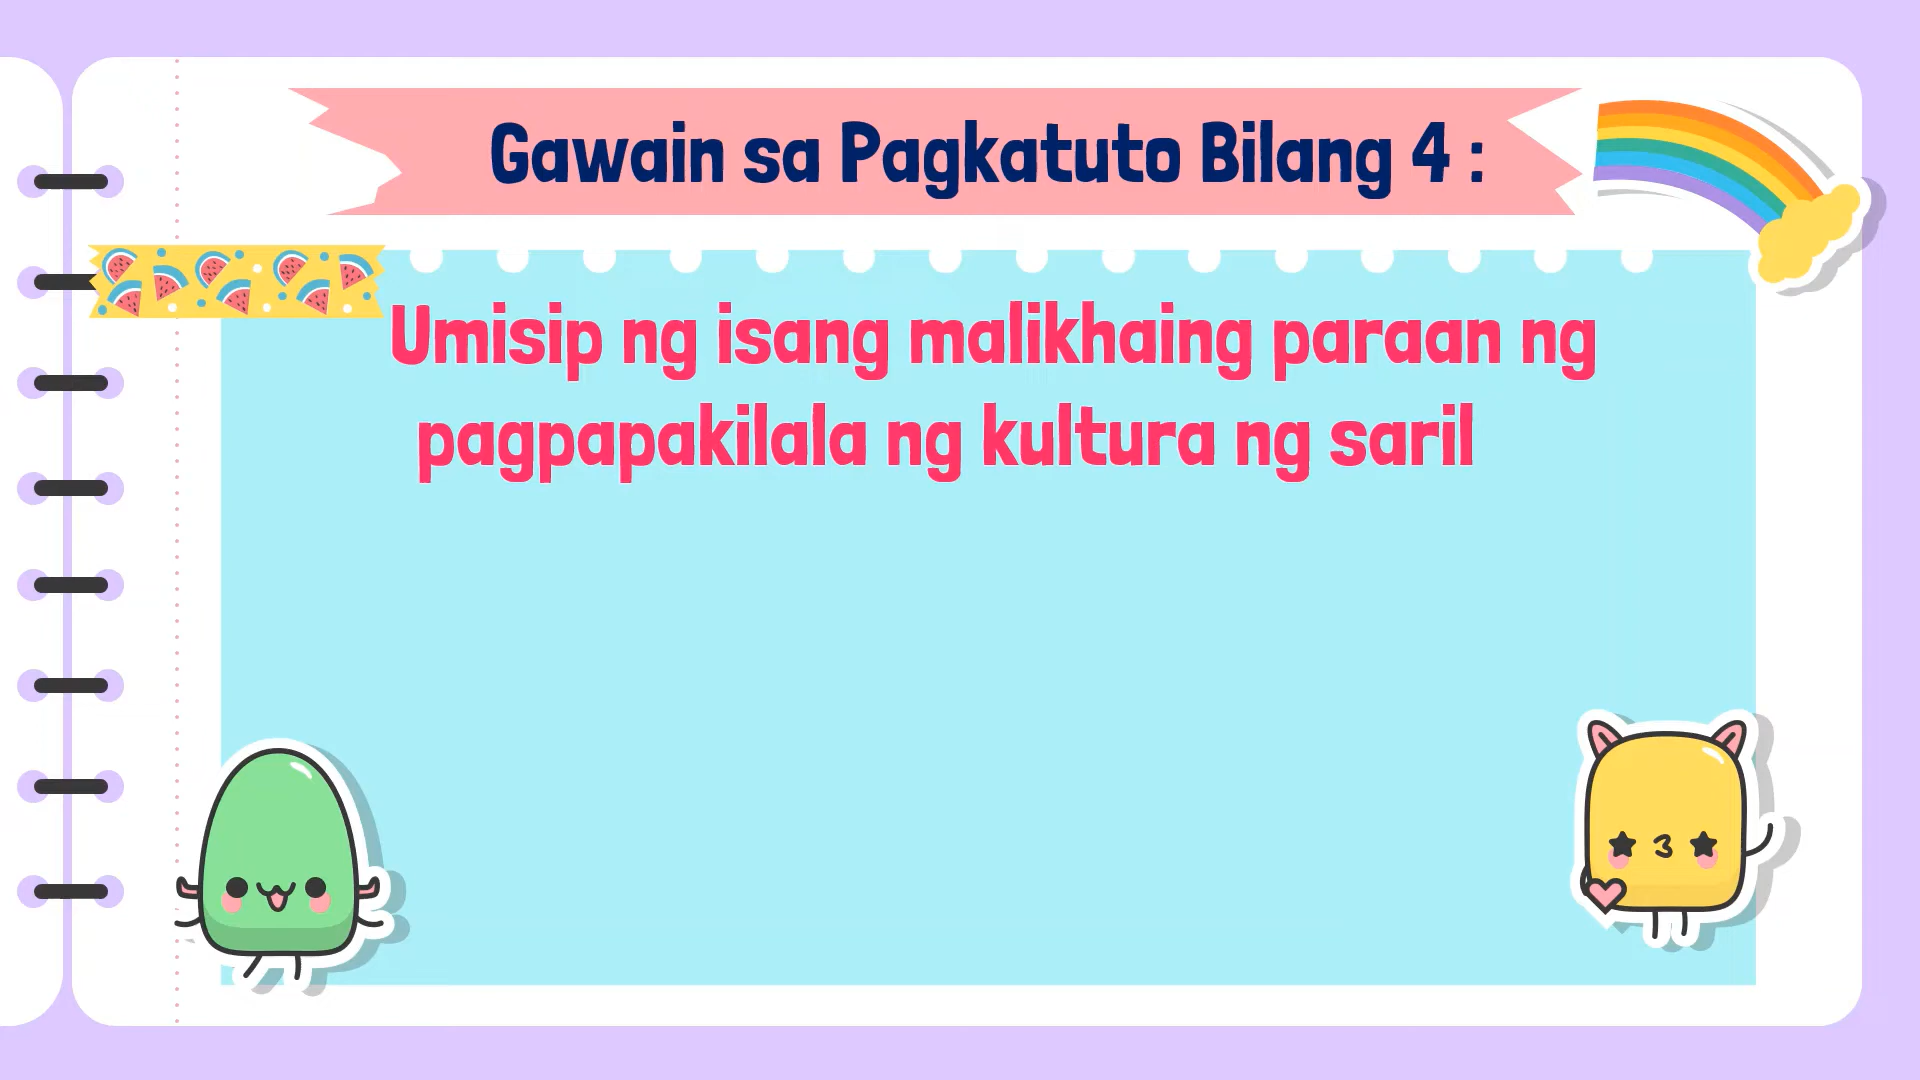 Gawain sa Pagkatuto Bilang 4 :
Umisip ng isang malikhaing paraan ng
pagpapakilala ng kultura ng saril